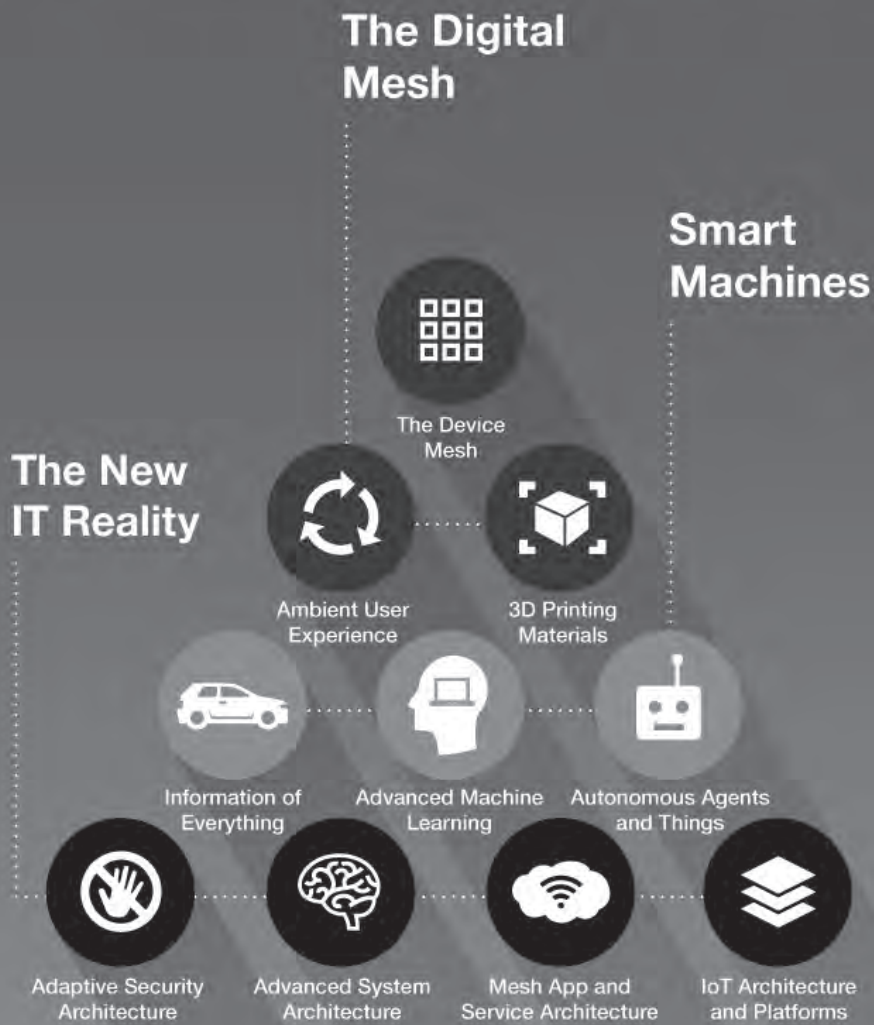 The Digital
Mesh
Smart
Machines
The Device
Mesh
The New
IT Reality
Ambient User
Experience
3D Printing
Materials
Information of
Everything
Advanced Machine
Learning
Autonomous Agents
and Things
Adaptive Security
Architecture
Advanced System
Architecture
Mesh App and
Service Architecture
IoT Architecture
and Platforms